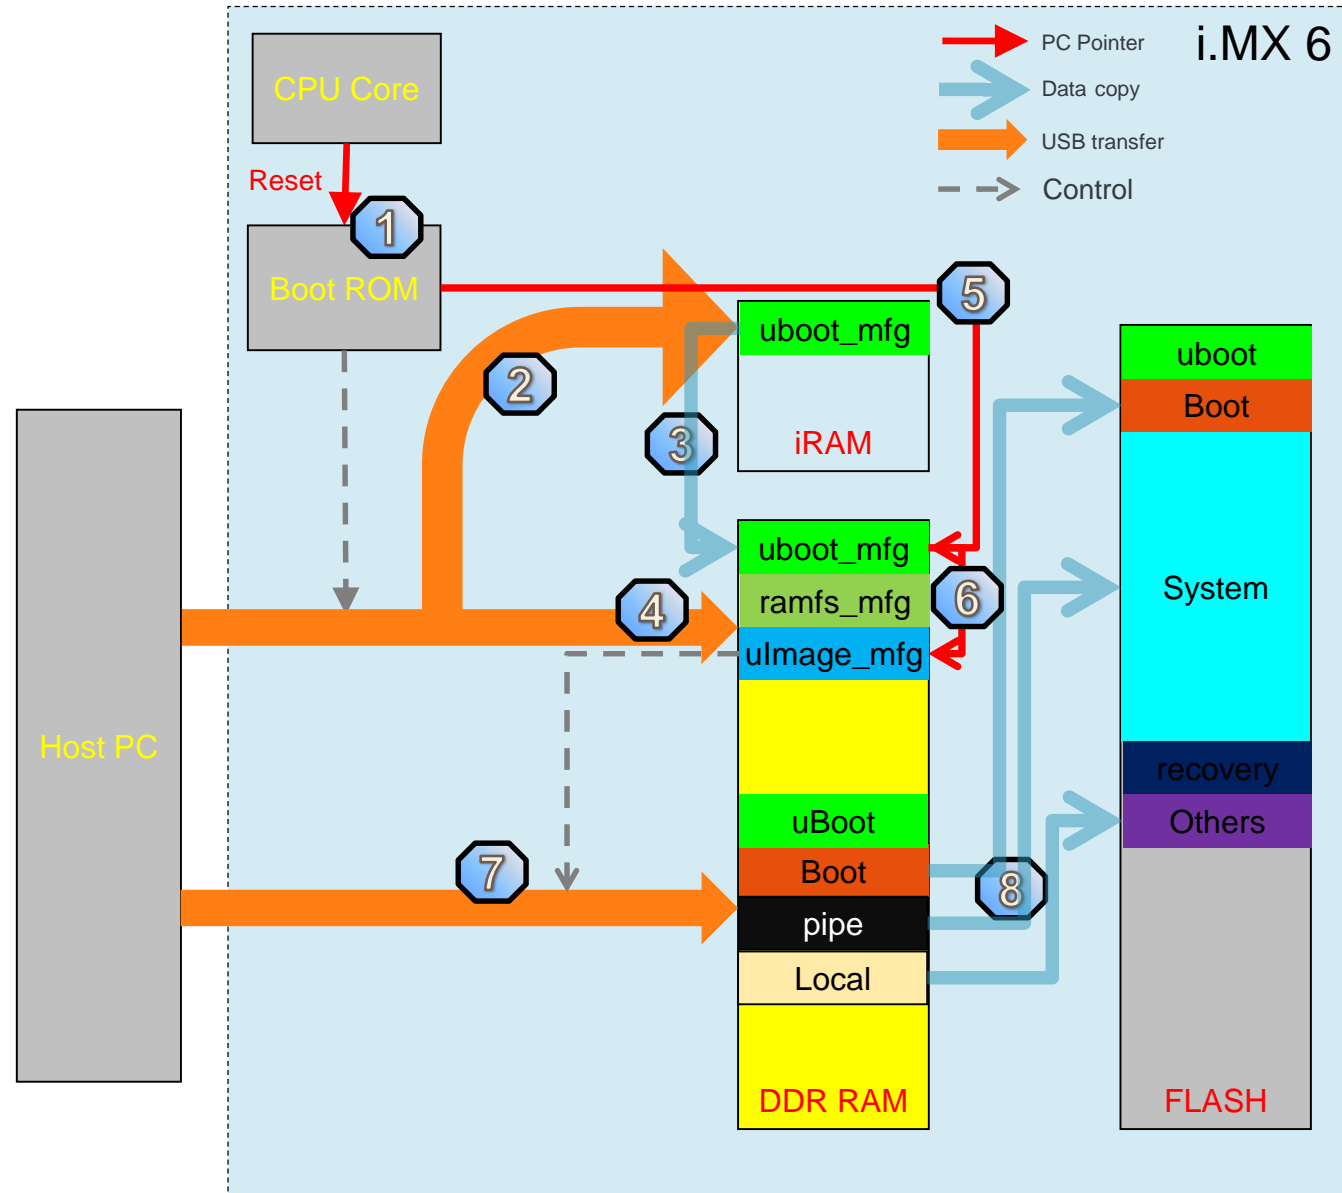 i.MX 6
PC Pointer
Data copy
USB transfer
Control
CPU Core
Reset
1
Boot ROM
5
uboot_mfg
2
3
iRAM
uboot
Boot
System
recovery
Others
FLASH
uboot_mfg
ramfs_mfg
uImage_mfg
4
6
Host PC
uBoot
Boot
pipe
Local
DDR RAM
7
8